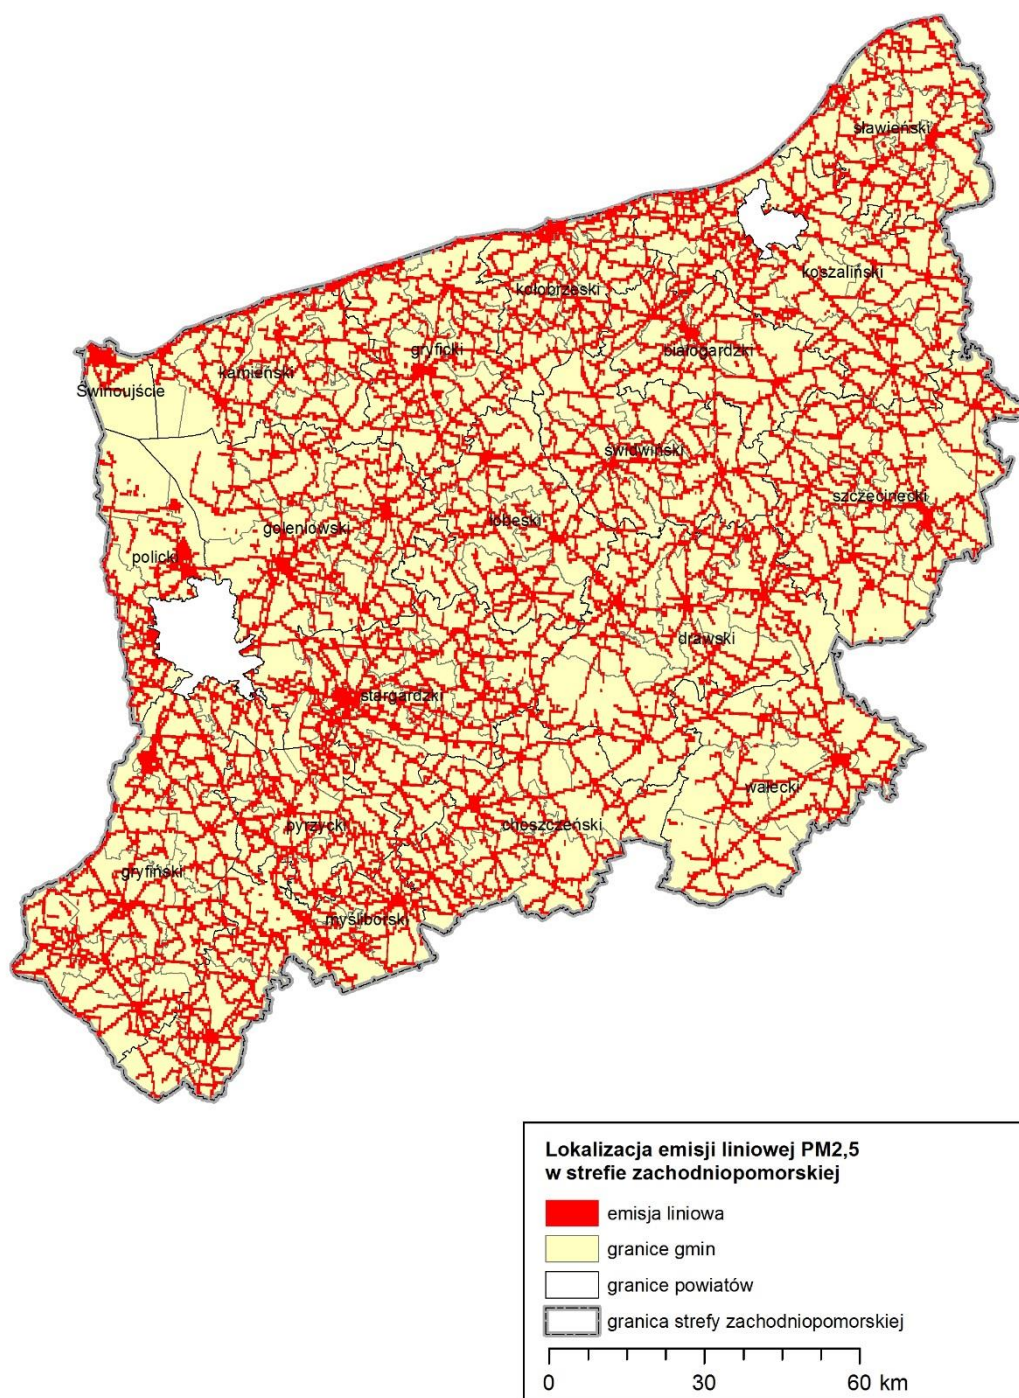 sławieński
koszaliński
kołobrzeski
gryficki
białogardzki
kamieński
Świnoujście
świdwiński
szczecinecki
łobeski
goleniowski
policki
drawski
stargardzki
wałecki
pyrzycki
choszczeński
gryfiński
myśliborski
Lokalizacja emisji liniowej PM2,5
w strefie zachodniopomorskiej
emisja liniowa
granice gmin
granice powiatów
granica strefy zachodniopomorskiej
0 30 60 km